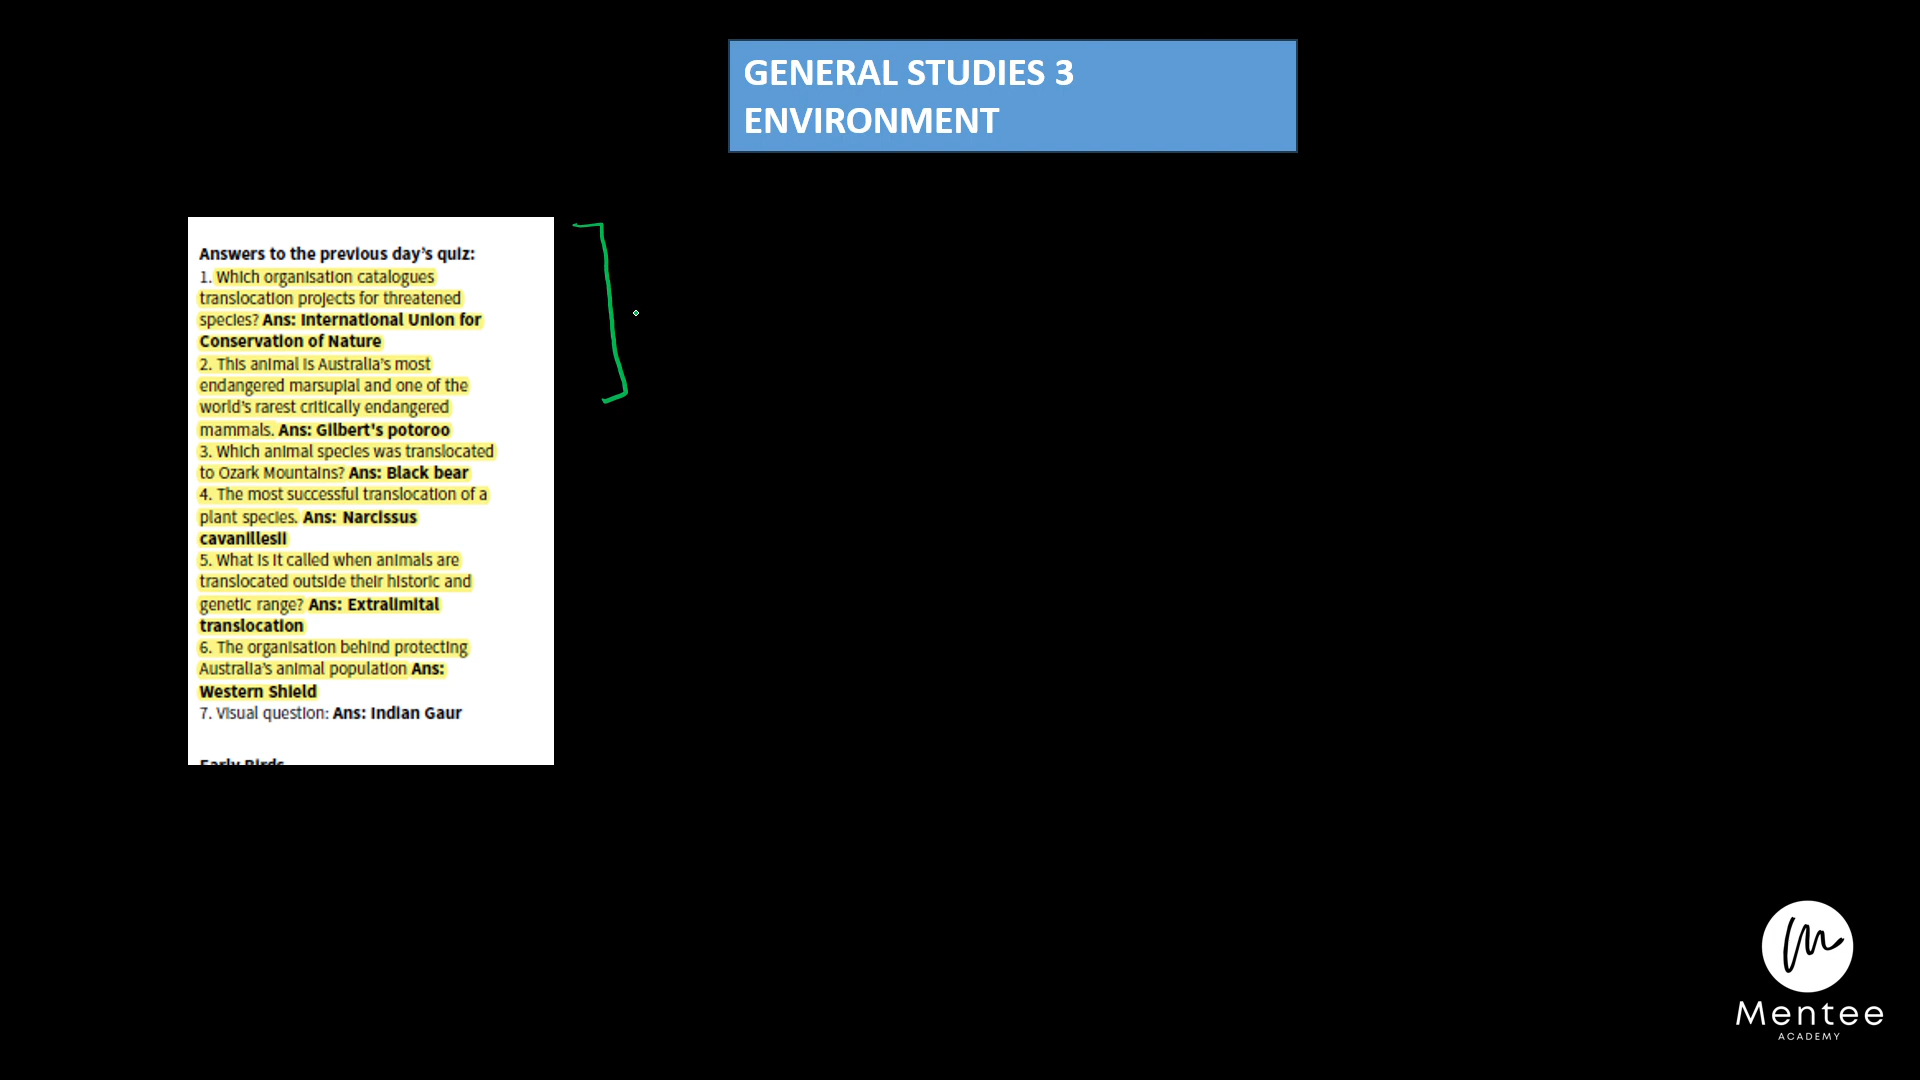 GENERAL STUDIES 3
ENVIRONMENT
Answers to the previous day's quiz:
1. Which organisation catalogues
translocation projects for threatened
species? Ans: International Union for
Conservation of Nature
2. This animal is Australia's most
endangered marsupial and one of the
world's rarest critically endangered
mammals. Ans: Gilbert's potoroo
3. Which animal species was translocated
to Ozark Mountains? Ans: Black bear
4. The most successful translocation of a
plant species. Ans: Narcissus
cavanillesii
5. What is it called when animals are
translocated outside their historic and
genetic range? Ans: Extralimital
translocation
6. The organisation behind protecting
Australia's animal population Ans:
Western Shield
7. Visual question: Ans: Indian Gaur
Early Birds
Mentee
ACADEMY